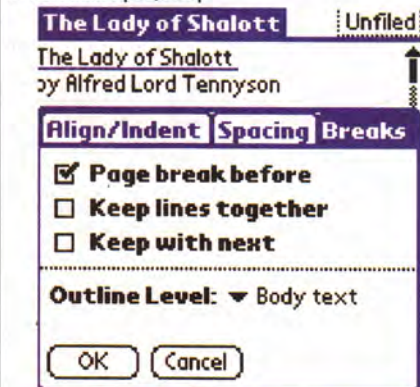 The Lady of Shalott Unfiled
The Lady of Shalott
by Alfred Lord Tennyson
Align/Indent Spacing Breaks
Page break before
Keep lines together
Keep with next
Outline Level: Body text
OK Cancel